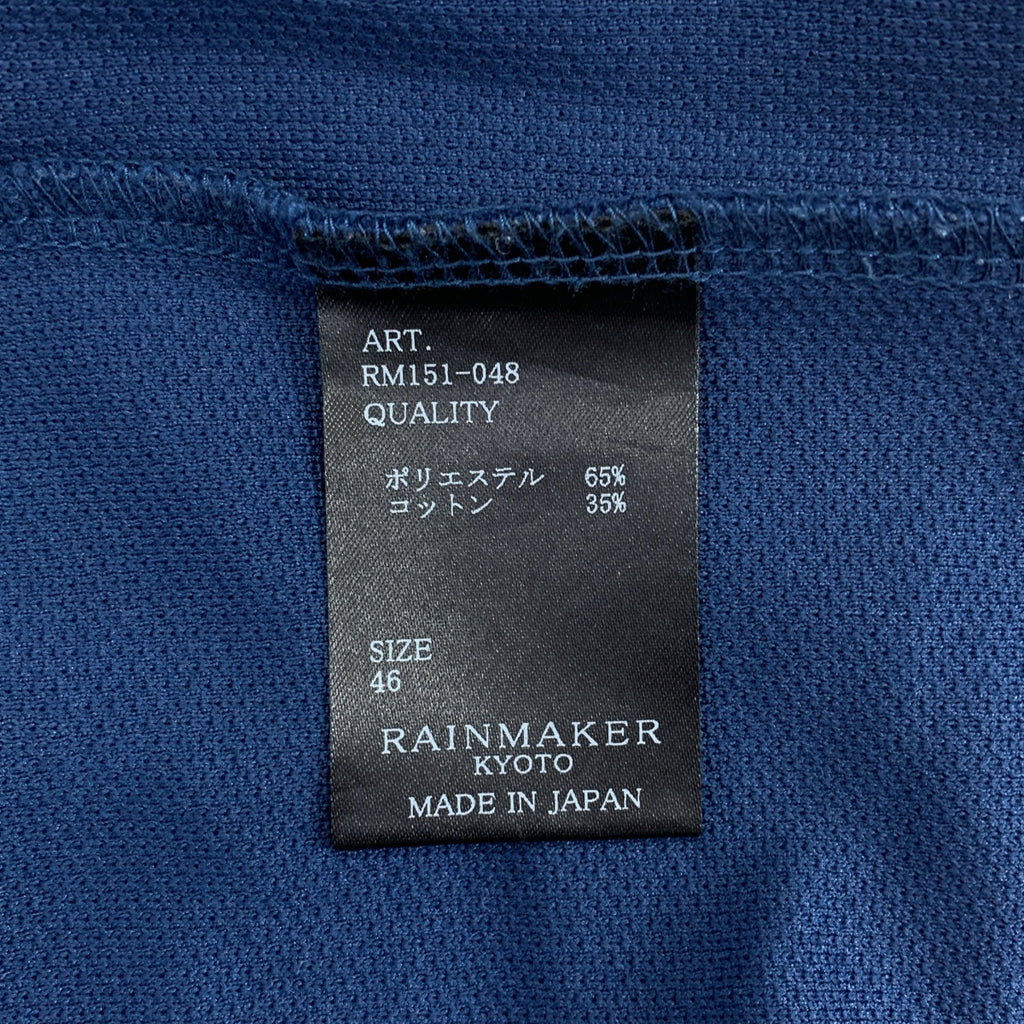 ART.
RM151-048
QUALITY
ポリエステル 65%
コットン 35%
SIZE
46
RAINMAKER
KYOTO
MADE IN JAPAN